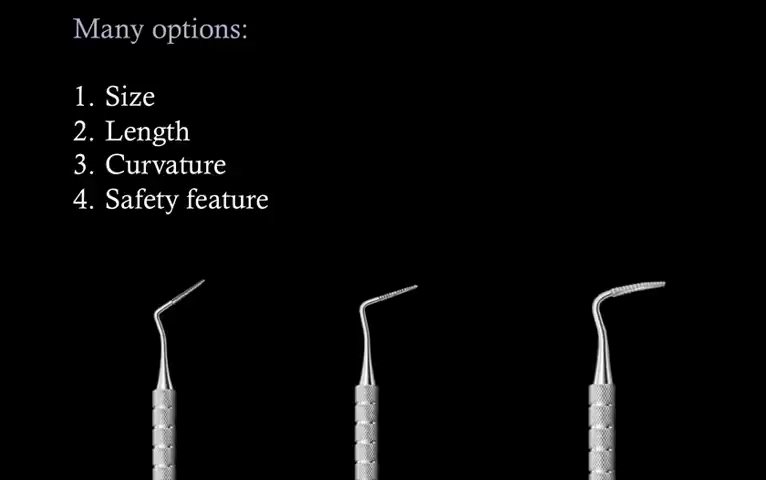 Many options:
1. Size
2. Length
3. Curvature
4. Safety feature